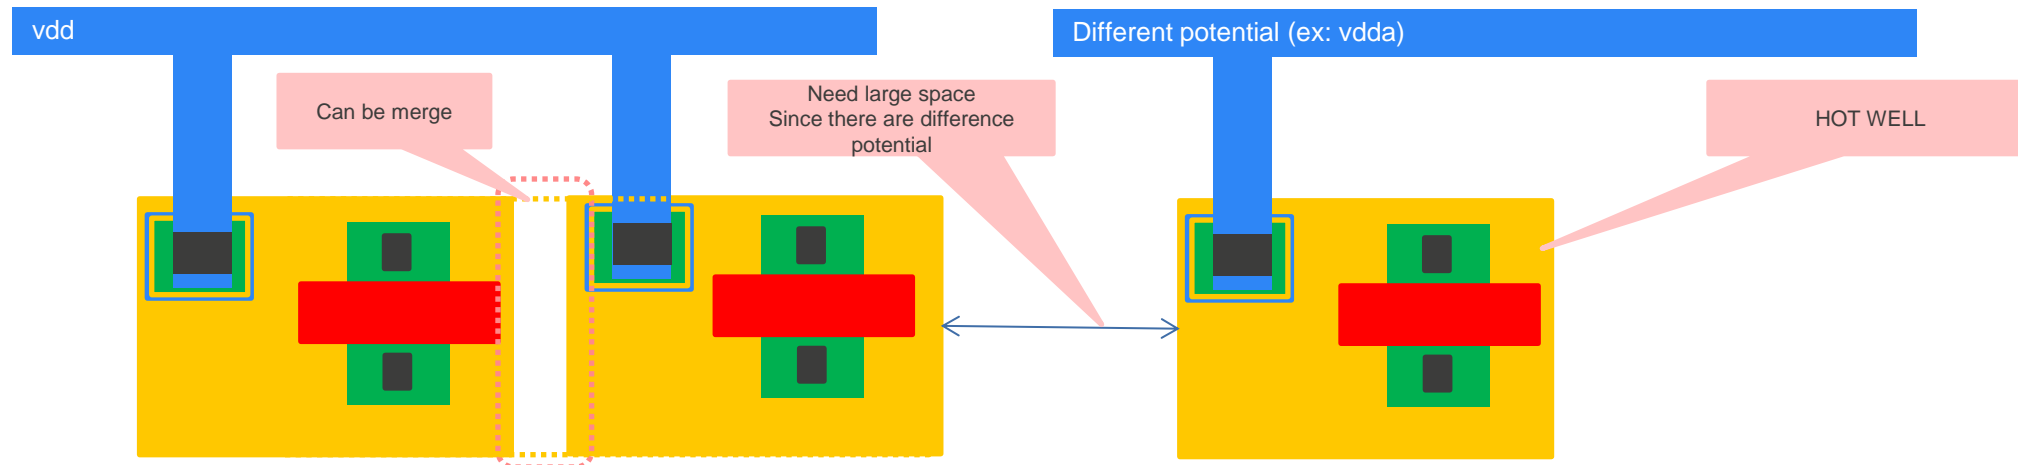 vdd
Different potential (ex: vdda)
Can be merge
Need large space
Since there are difference
potential
HOT WELL